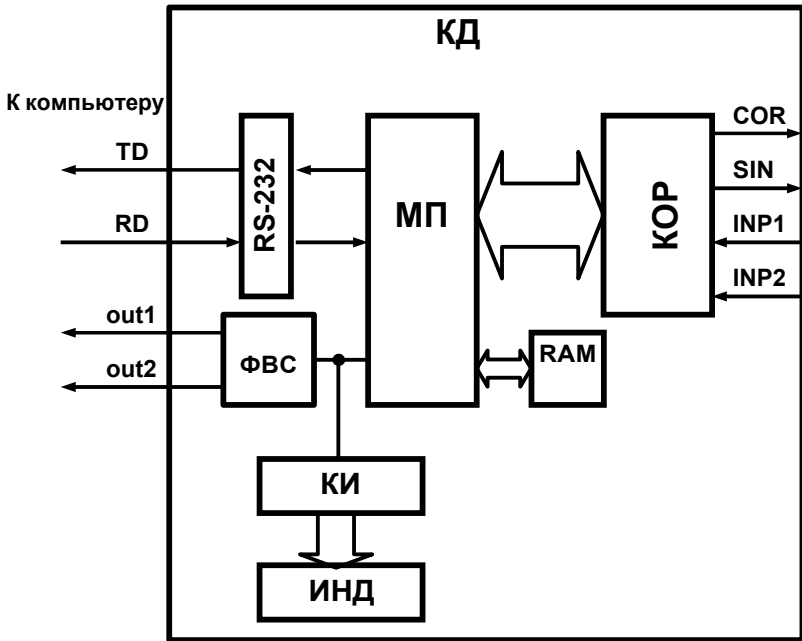 КД
К компьютеру
TD
RD
out1
out2
RS-232
МП
КОР
COR
SIN
INP1
INP2
ФВС
RAM
КИ
ИНД